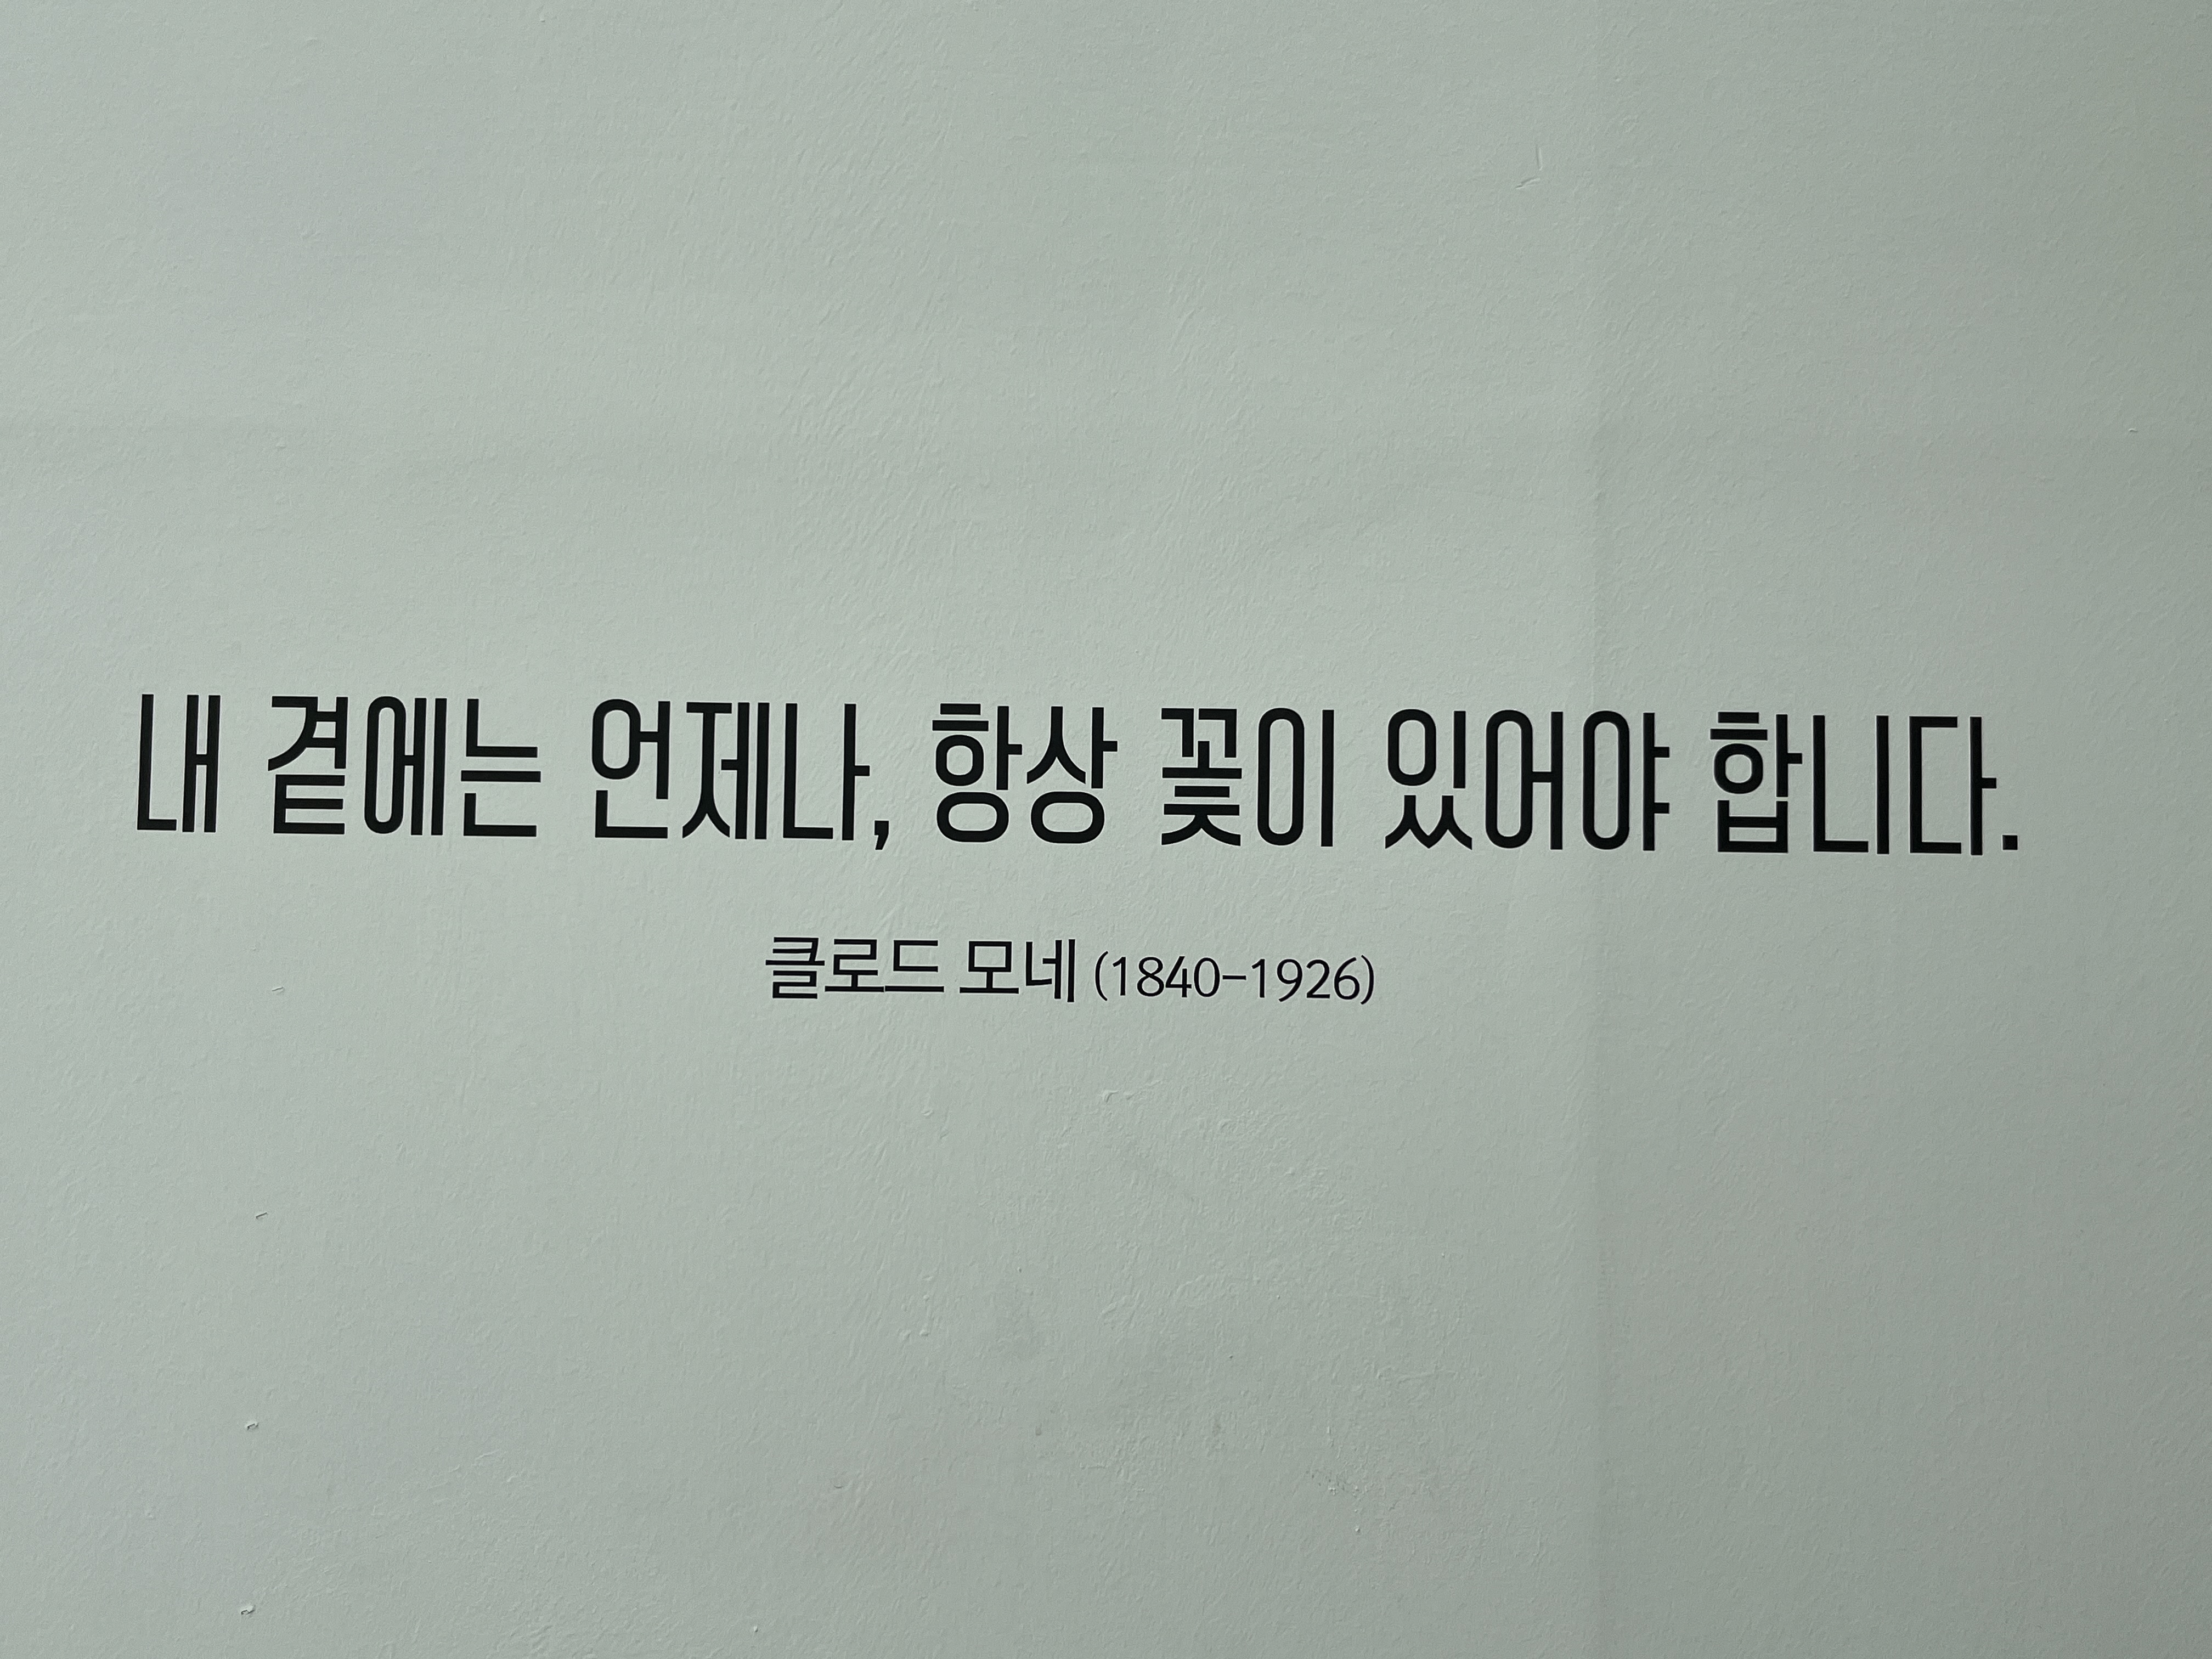 내 곁에는 언제나, 항상 꽃이 있어야 합니다.
클로드 모네 (1840-1926)